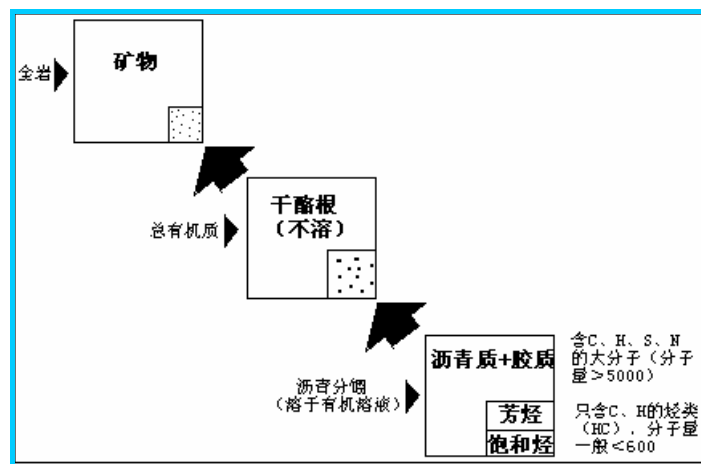 矿物
全岩
干酪根
（不溶）
总有机质
沥青质+胶质
沥青分馏
（溶于有机溶液）
芳烃
饱和烃
含C、H、S、N
的大分子（分子
量＞5000）
只含C、H的烃类
（HC），分子量
一般＜600